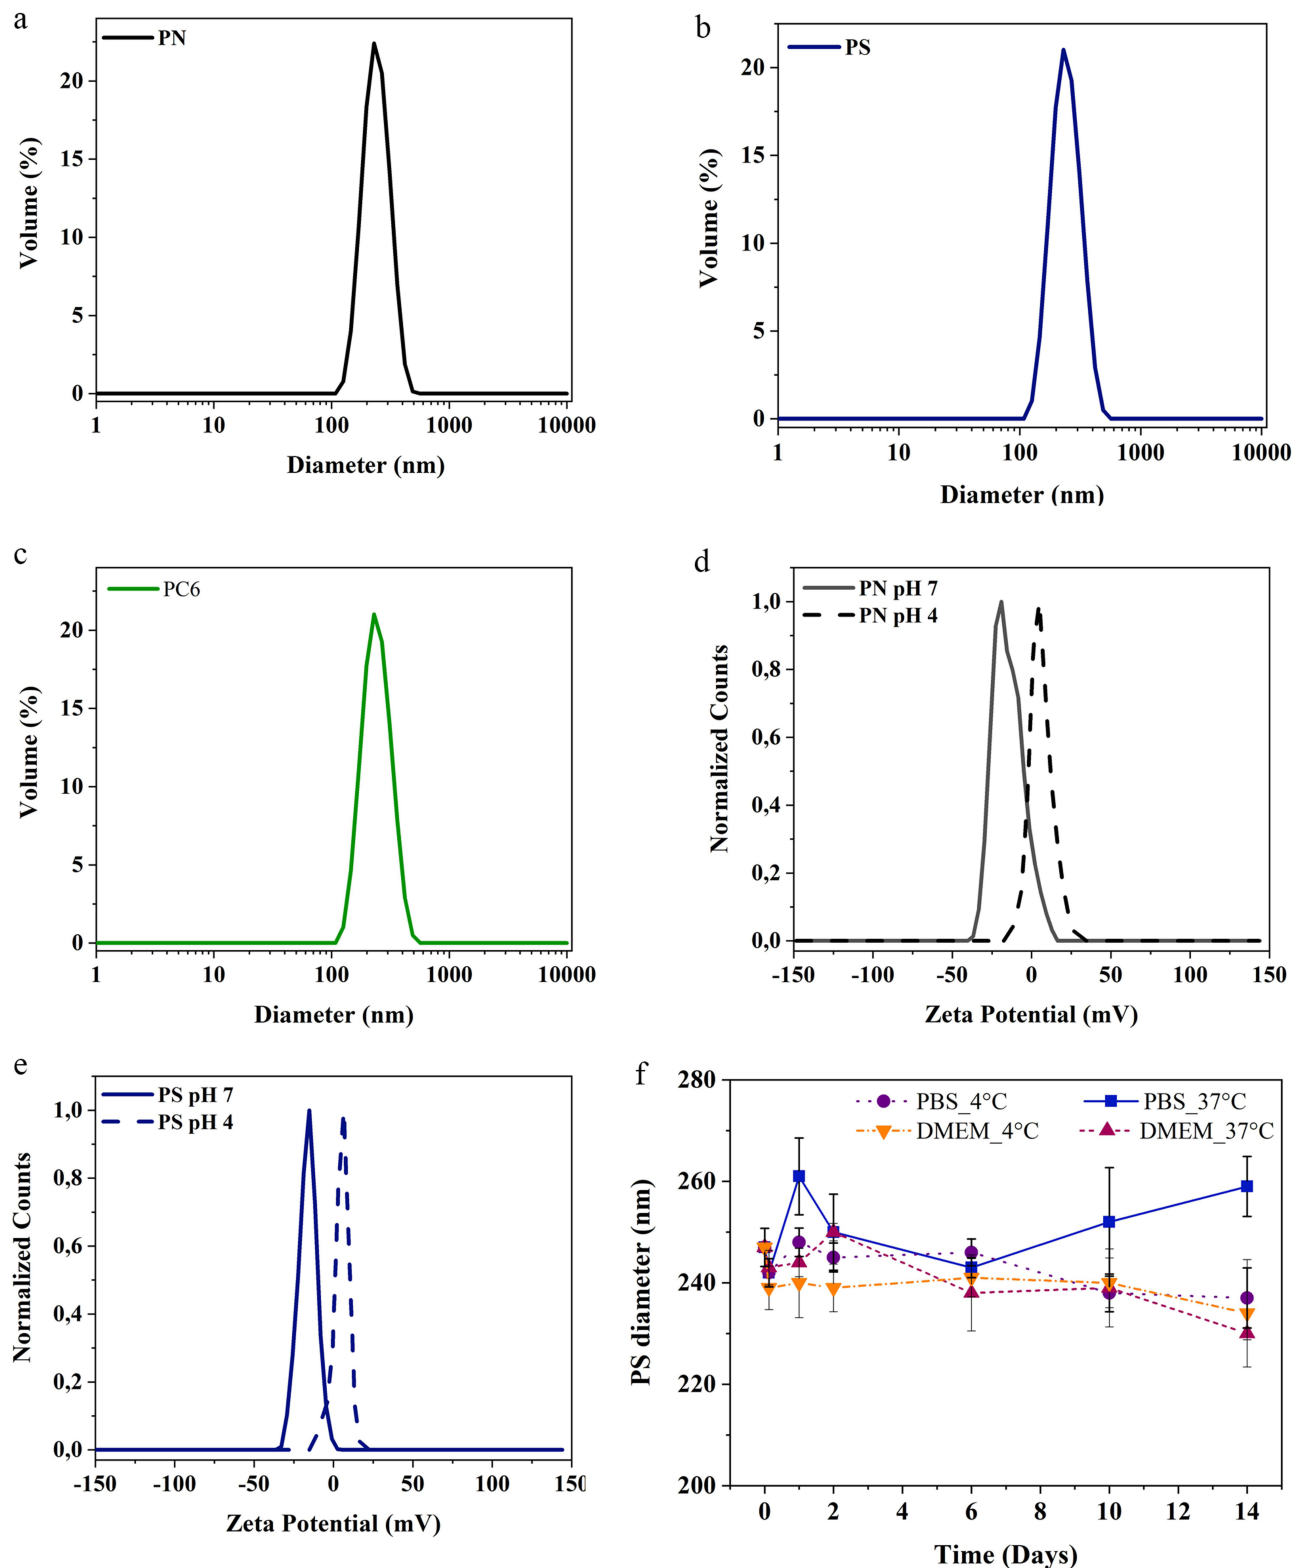 a
PN
20
15
10
5
0
Volume (%)
1 10 100 1000 10000
Diameter (nm)
b
PS
20
15
10
5
0
Volume (%)
1 10 100 1000 10000
Diameter (nm)
c
PC6
20
15
10
5
0
Volume (%)
1 10 100 1000 10000
Diameter (nm)
d
PN pH 7
PN pH 4
1,0
0,8
0,6
0,4
0,2
0,0
Normalized Counts
-150 -100 -50 0 50 100 150
Zeta Potential (mV)
e
PS pH 7
PS pH 4
1,0
0,8
0,6
0,4
0,2
0,0
Normalized Counts
-150 -100 -50 0 50 100
Zeta Potential (mV)
f
PBS_4°C PBS_37°C
DMEM_4°C DMEM_37°C
280
260
240
220
200
PS diameter (nm)
0 2 4 6 8 10 12 14
Time (Days)